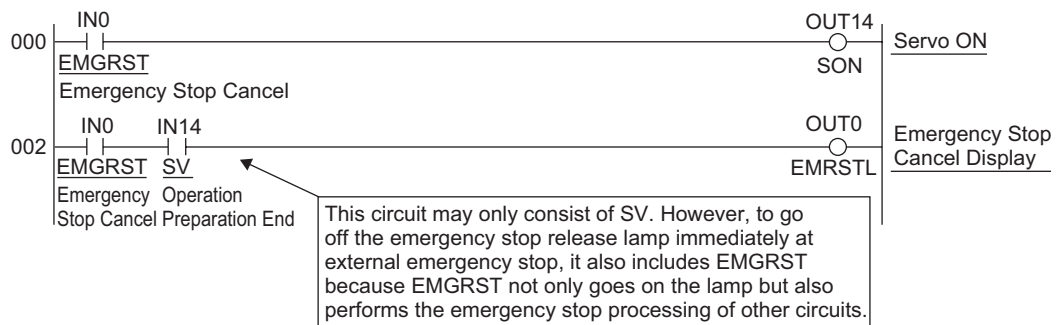 IN0
OUT14
000
Servo ON
EMGRST
SON
Emergency Stop Cancel
IN0 IN14
OUT0
002
Emergency Stop
Cancel Display
EMGRST SV
EMRSTL
Emergency Operation
Stop Cancel Preparation End
This circuit may only consist of SV. However, to go
off the emergency stop release lamp immediately at
external emergency stop, it also includes EMGRST
because EMGRST not only goes on the lamp but also
performs the emergency stop processing of other circuits.